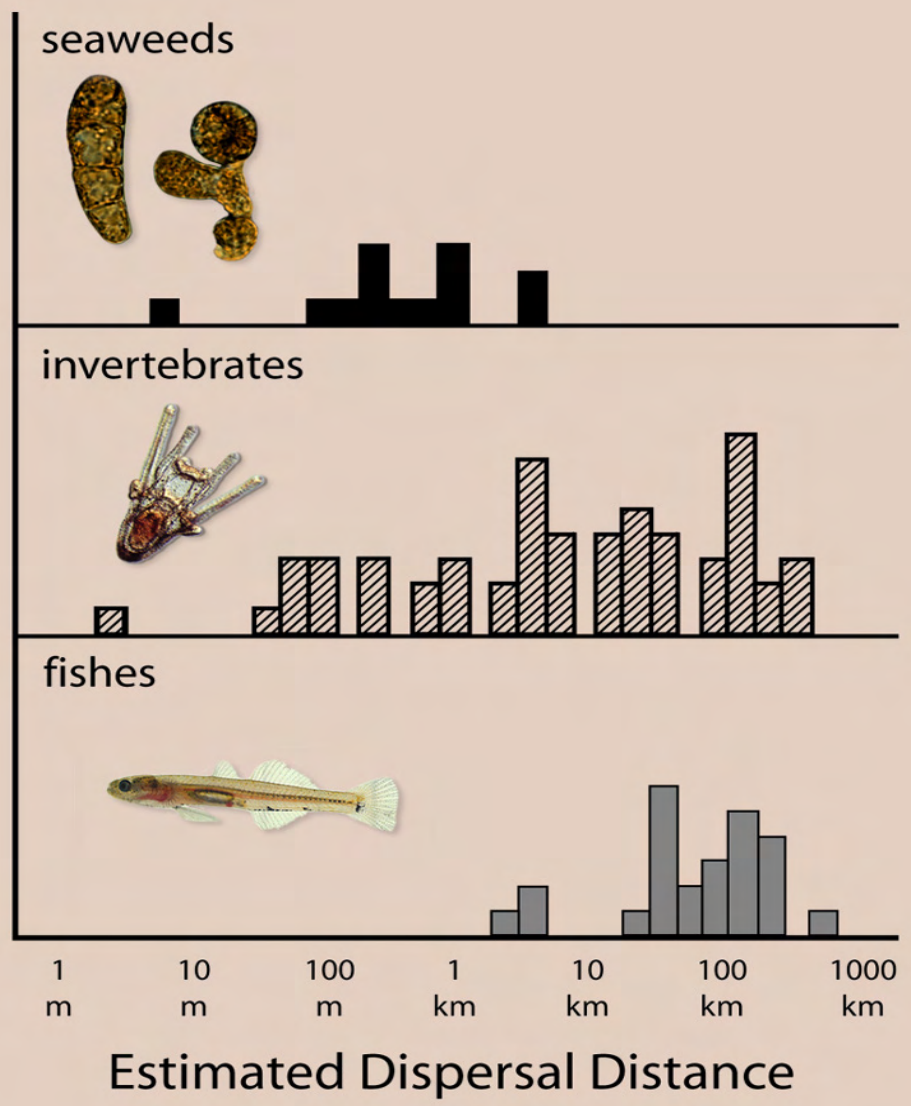 seaweeds
invertebrates
fishes
1 10 100 1 10 100 1000
m m m km km km km
Estimated Dispersal Distance